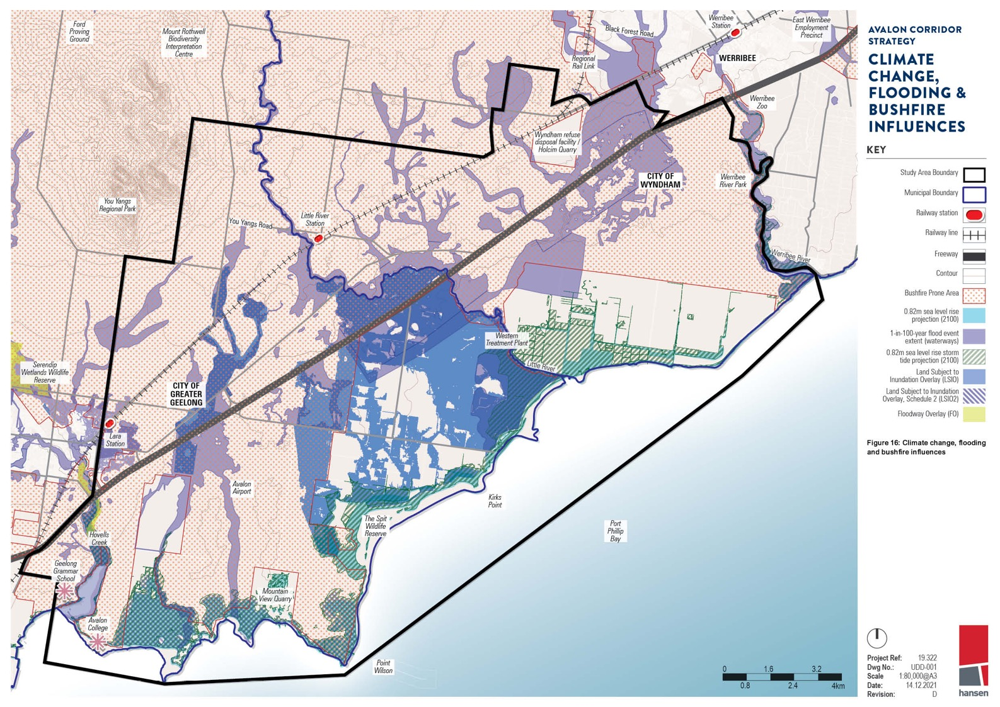 Ford
Proving
Ground
Mount Rothwell
Biodiversity
Interpretation
Centre
Black Forest Road
Werribee
Station
East Werribee
Employment
Precinct
Regional
Rail Link
WERRIBEE
Werribee
Zoo
Wyndham refuse
disposal facility /
Holcim Quarry
CITY OF
WYNDHAM
Werribee
River Park
You Yangs
Regional Park
You Yangs Road
Little River
Station
Werribee River
Western
Treatment Plant
Little River
Serendip
Wetlands Wildlife
Reserve
CITY OF
GREATER
GEELONG
Lara
Station
Avalon
Airport
Kirks
Point
The Spit
Wildlife
Reserve
Port
Phillip
Bay
Hovells
Creek
Geelong
Grammar
School
Mountain
View Quarry
Avalon
College
Point
Wilson
0 1.6 3.2
0.8 2.4 4km
AVALON CORRIDOR
STRATEGY
CLIMATE
CHANGE,
FLOODING &
BUSHFIRE
INFLUENCES
KEY
Study Area Boundary
Municipal Boundary
Railway station
Railway line
Freeway
Contour
Bushfire Prone Area
0.82m sea level rise
projection (2100)
1-in-100-year flood event
extent (waterways)
0.82m sea level rise storm
tide projection (2100)
Land Subject to
Inundation Overlay (LSIO)
Land Subject to Inundation
Overlay, Schedule 2 (LSIO2)
Floodway Overlay (FO)
Figure 16: Climate change, flooding
and bushfire influences
Project Ref: 19.322
Dwg No.: UDD-001
Scale 1:80,000@A3
Date: 14.12.2021
Revision: D
hansen